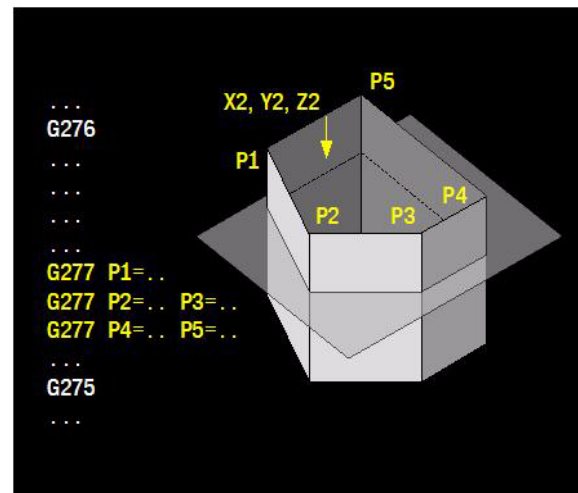 ...
G276
...
...
...
...
G277 P1=..
G277 P2=.. P3=..
G277 P4=.. P5=..
...
G275
...
X2, Y2, Z2
P5
P1
P4
P2
P3